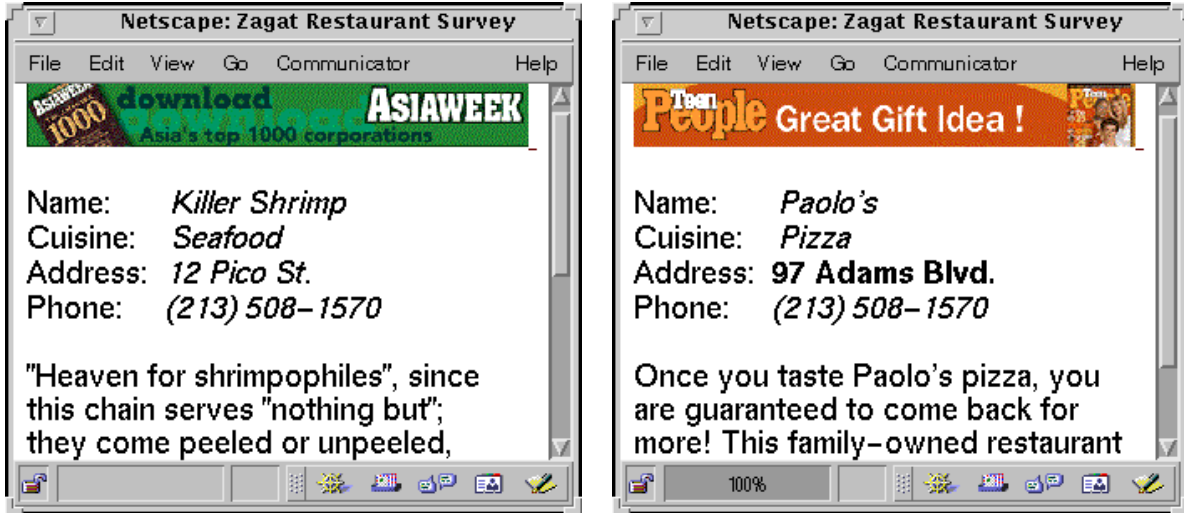 Netscape: Zagat Restaurant Survey
File Edit View Go Communicator Help
ASIAWEEK
1000
download
ASIAWEEK
Asia's top 1000 corporations
Name: Killer Shrimp
Cuisine: Seafood
Address: 12 Pico St.
Phone: (213) 508-1570
"Heaven for shrimpophiles", since
this chain serves "nothing but";
they come peeled or unpeeled,
Netscape: Zagat Restaurant Survey
File Edit View Go Communicator Help
Teen
People Great Gift Idea !
Name: Paolo's
Cuisine: Pizza
Address: 97 Adams Blvd.
Phone: (213) 508-1570
Once you taste Paolo's pizza, you
are guaranteed to come back for
more! This family-owned restaurant
100%